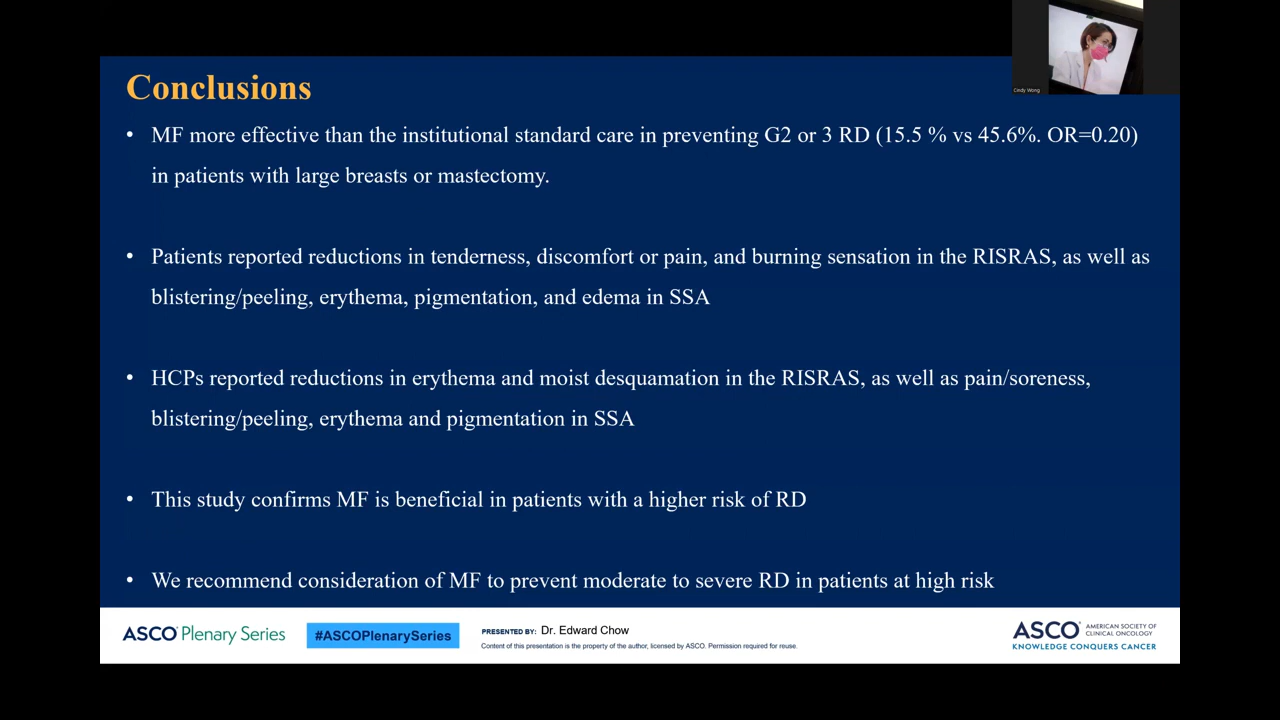 Cindy Wong
Conclusions
• MF more effective than the institutional standard care in preventing G2 or 3 RD (15.5 % vs 45.6%. OR=0.20)
in patients with large breasts or mastectomy.
• Patients reported reductions in tenderness, discomfort or pain, and burning sensation in the RISRAS, as well as
blistering/peeling, erythema, pigmentation, and edema in SSA
• HCPs reported reductions in erythema and moist desquamation in the RISRAS, as well as pain/soreness,
blistering/peeling, erythema and pigmentation in SSA
• This study confirms MF is beneficial in patients with a higher risk of RD
• We recommend consideration of MF to prevent moderate to severe RD in patients at high risk
ASCO® Plenary Series
#ASCOPlenarySeries
PRESENTED BY: Dr. Edward Chow
Content of this presentation is the property of the author, licensed by ASCO. Permission required for reuse.
ASCO® AMERICAN SOCIETY OF
CLINICAL ONCOLOGY
KNOWLEDGE CONQUERS CANCER